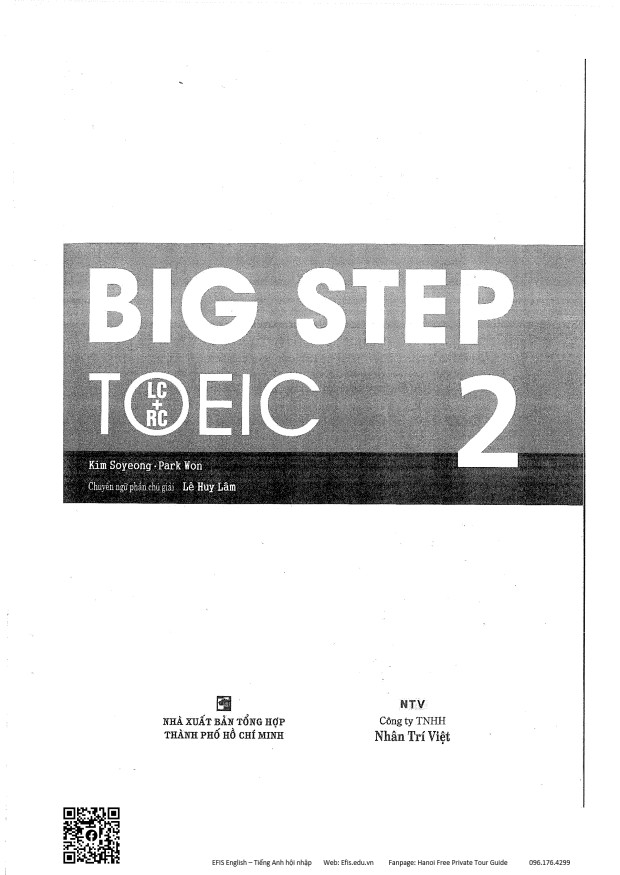 BIG STEP
TOEIC 2
LC
+
RC
Kim Soyeong · Park Won
Chuyển ngữ phần chú giải Lê Huy Lâm
NHÀ XUẤT BẢN TỔNG HỢP
THÀNH PHỐ HỒ CHÍ MINH
NTV
Công ty TNHH
Nhân Trí Việt
EFIS English – Tiếng Anh hội nhập Web: Efis.edu.vn Fanpage: Hanoi Free Private Tour Guide 096.176.4299